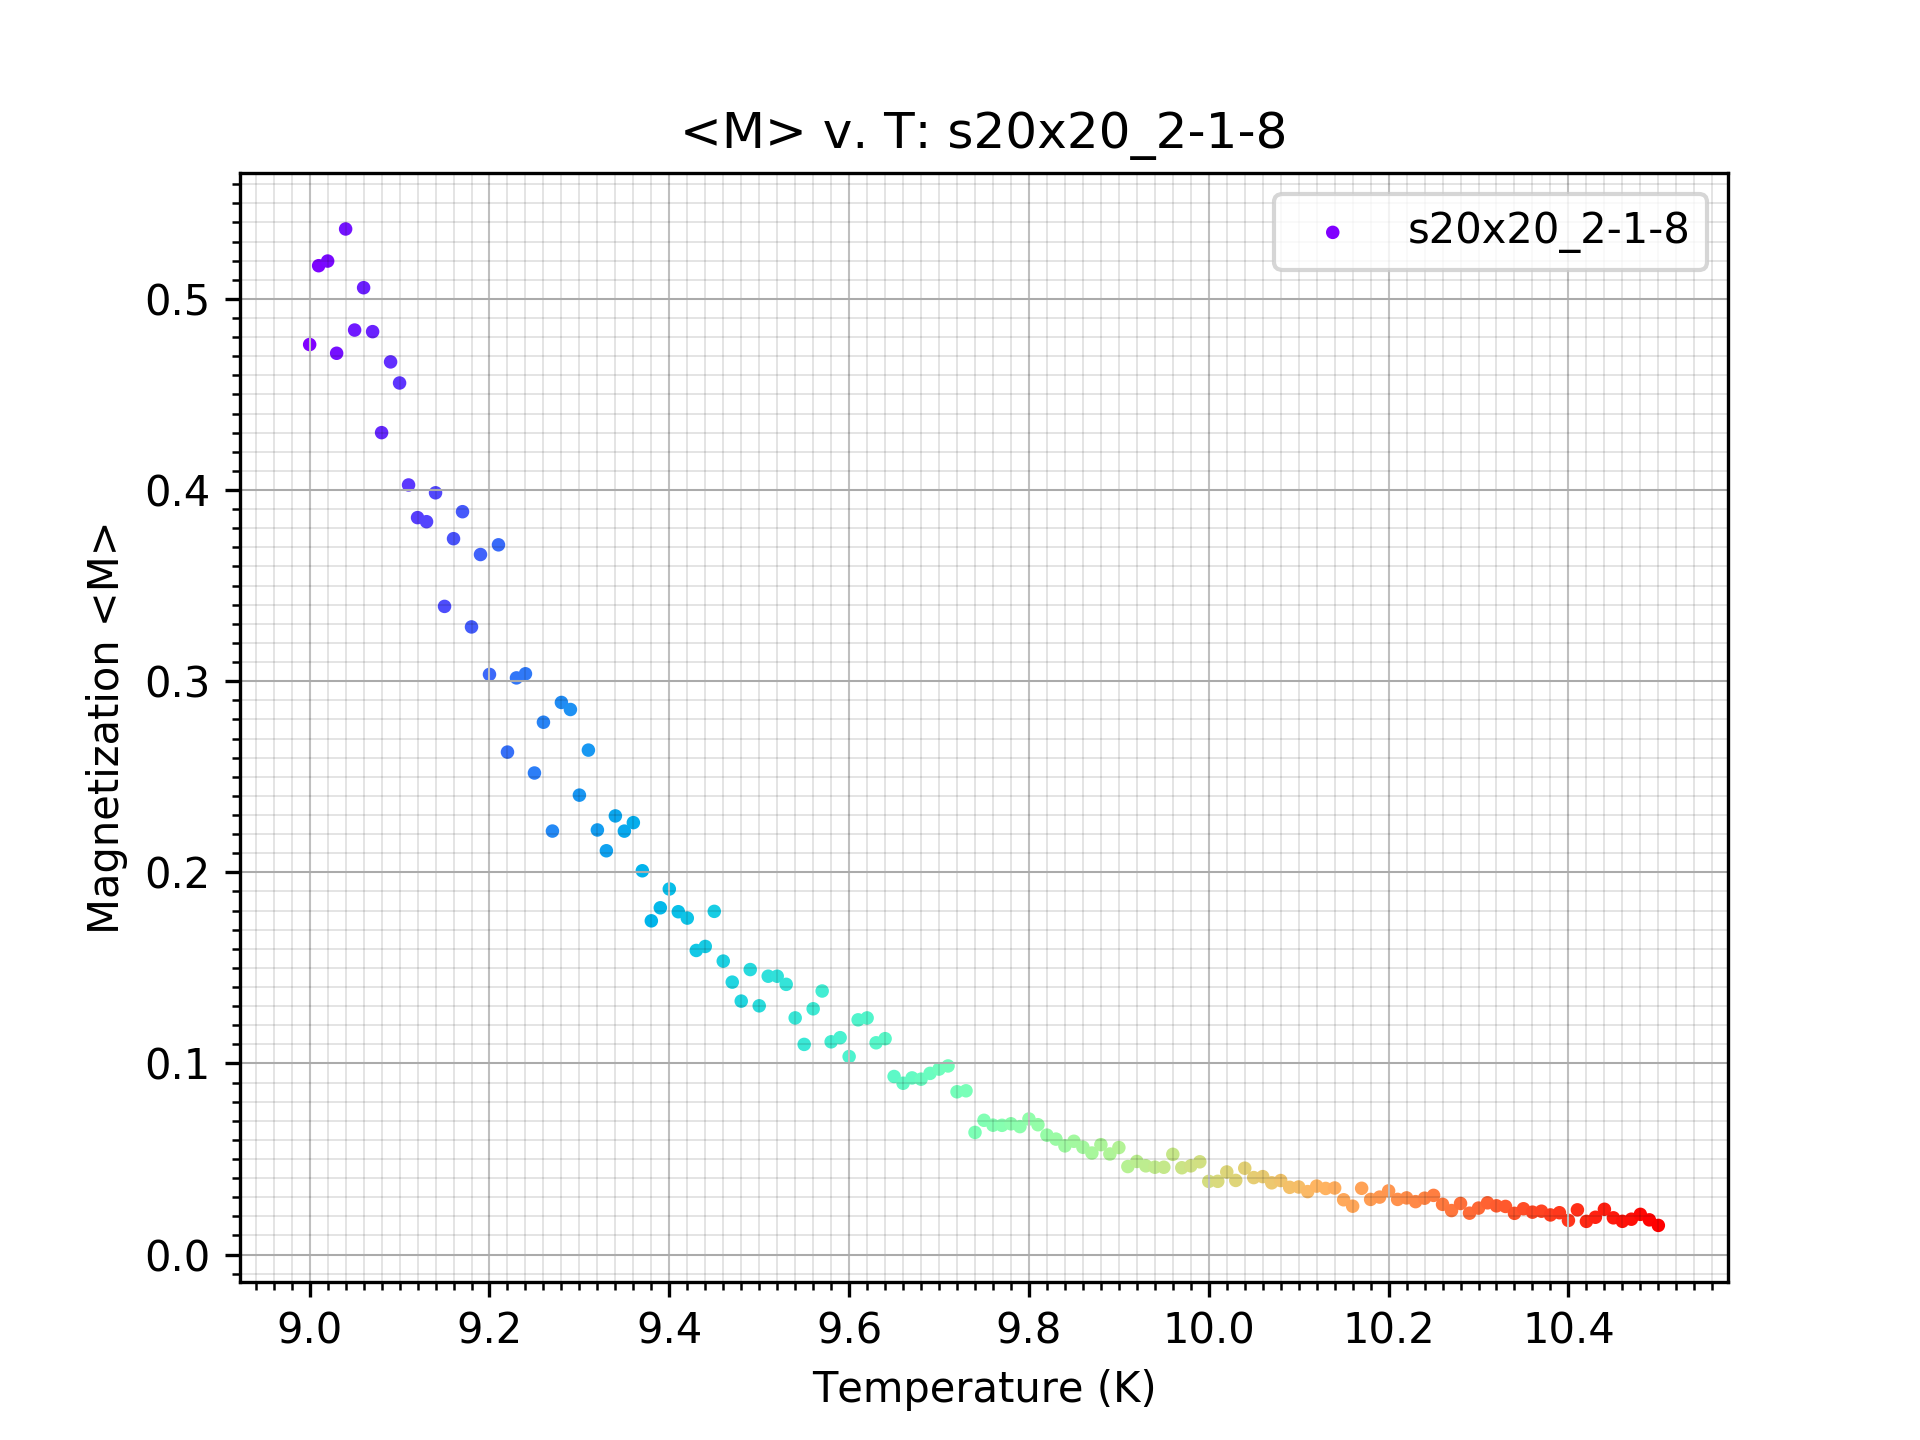 <M> v. T: s20x20_2-1-8
s20x20_2-1-8
Magnetization <M>
0.5
0.4
0.3
0.2
0.1
0.0
9.0 9.2 9.4 9.6 9.8 10.0 10.2 10.4
Temperature (K)